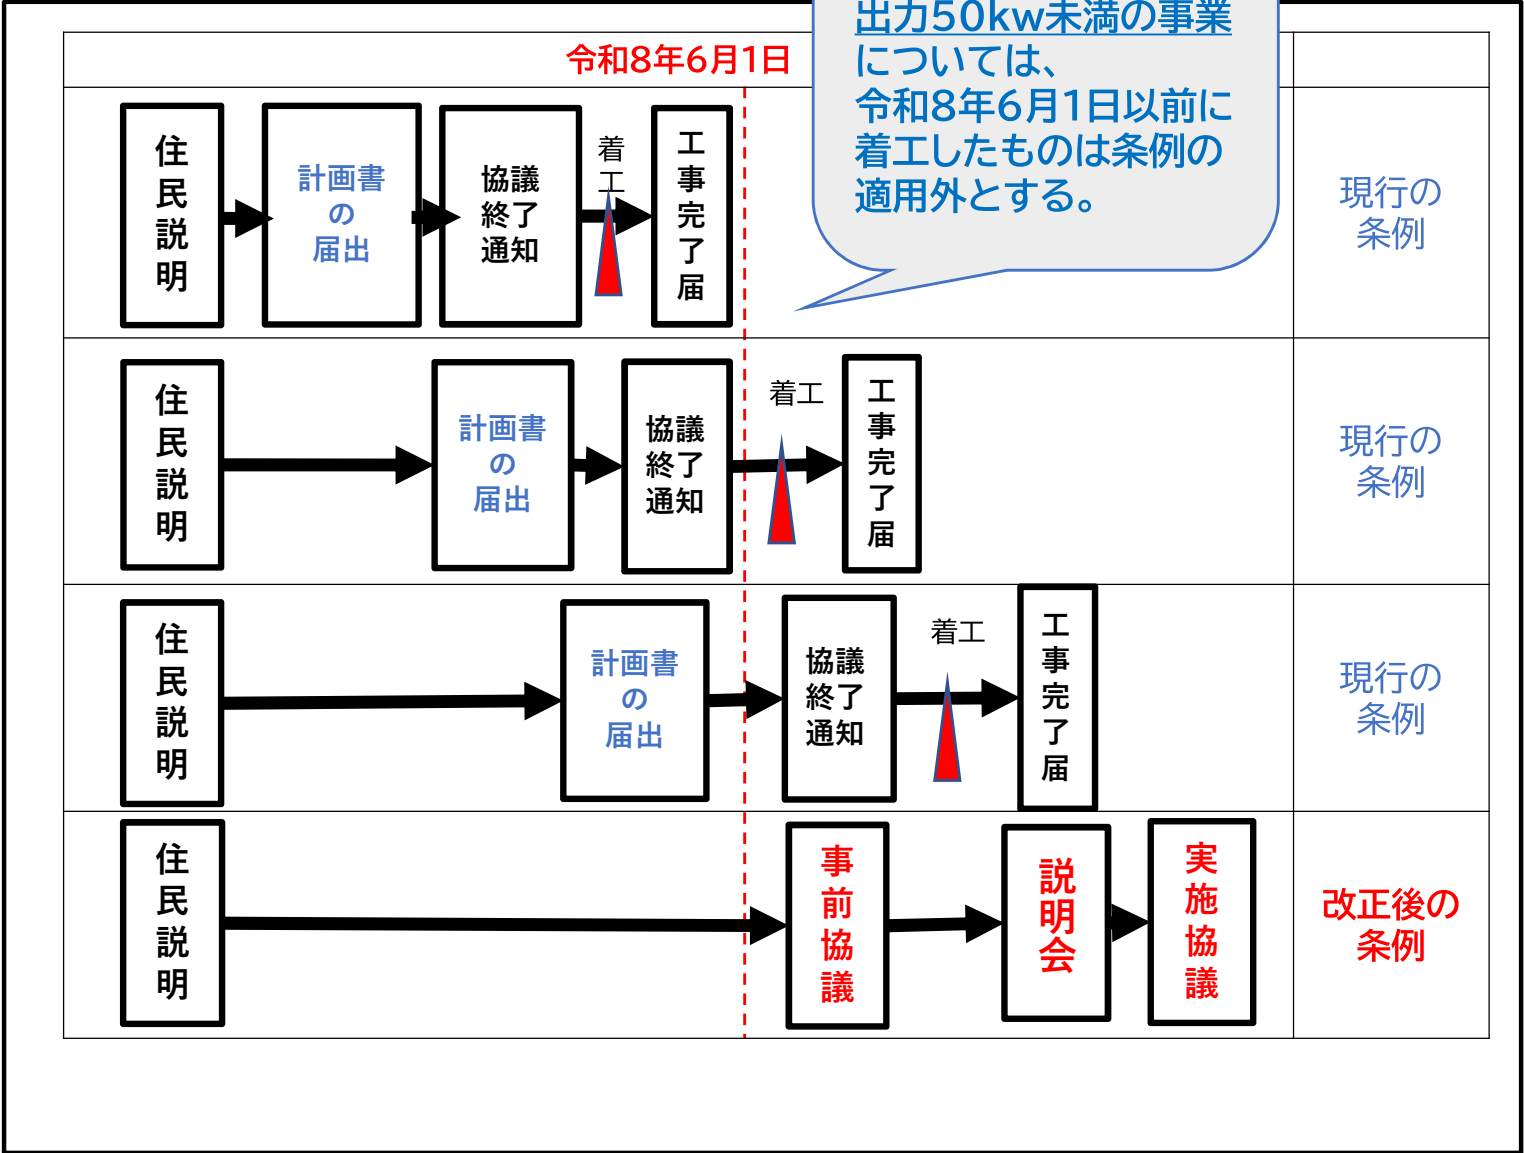 令和8年6月1日
出力50kw未満の事業
については、
令和8年6月1日以前に
着工したものは条例の
適用外とする。
住民説明
計画書
の
届出
協議
終了
通知
着
工
工事完了届
現行の
条例
住民説明
計画書
の
届出
協議
終了
通知
着工
工事完了届
現行の
条例
住民説明
計画書
の
届出
協議
終了
通知
着工
工事完了届
現行の
条例
住民説明
事前協議
説明会
実施協議
改正後の
条例